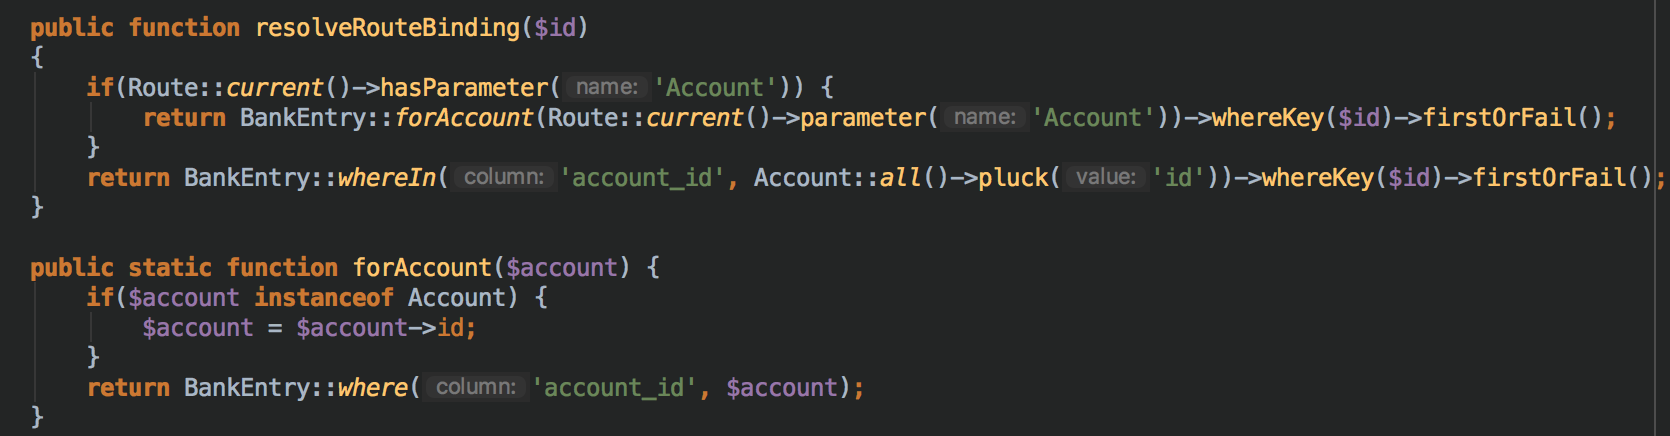 public function resolveRouteBinding($id)
{
    if(Route::current()->hasParameter( name: 'Account')) {
        return BankEntry::forAccount(Route::current()->parameter( name: 'Account'))->whereKey($id)->firstOrFail();
    }
    return BankEntry::whereIn( column: 'account_id', Account::all()->pluck( value: 'id'))->whereKey($id)->firstOrFail();
}

public static function forAccount($account) {
    if($account instanceof Account) {
        $account = $account->id;
    }
    return BankEntry::where( column: 'account_id', $account);
}